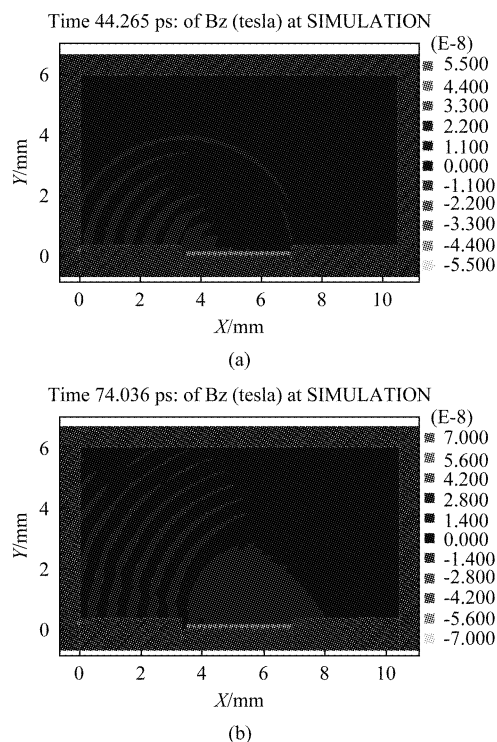 Time 44.265 ps: of Bz (tesla) at SIMULATION
(E-8)
5.500
4.400
3.300
2.200
1.100
0.000
-1.100
-2.200
-3.300
-4.400
-5.500
6
4
2
0
Y/mm
0 2 4 6 8 10
X/mm
(a)
Time 74.036 ps: of Bz (tesla) at SIMULATION
(E-8)
7.000
5.600
4.200
2.800
1.400
0.000
-1.400
-2.800
-4.200
-5.600
-7.000
6
4
2
0
Y/mm
0 2 4 6 8 10
X/mm
(b)